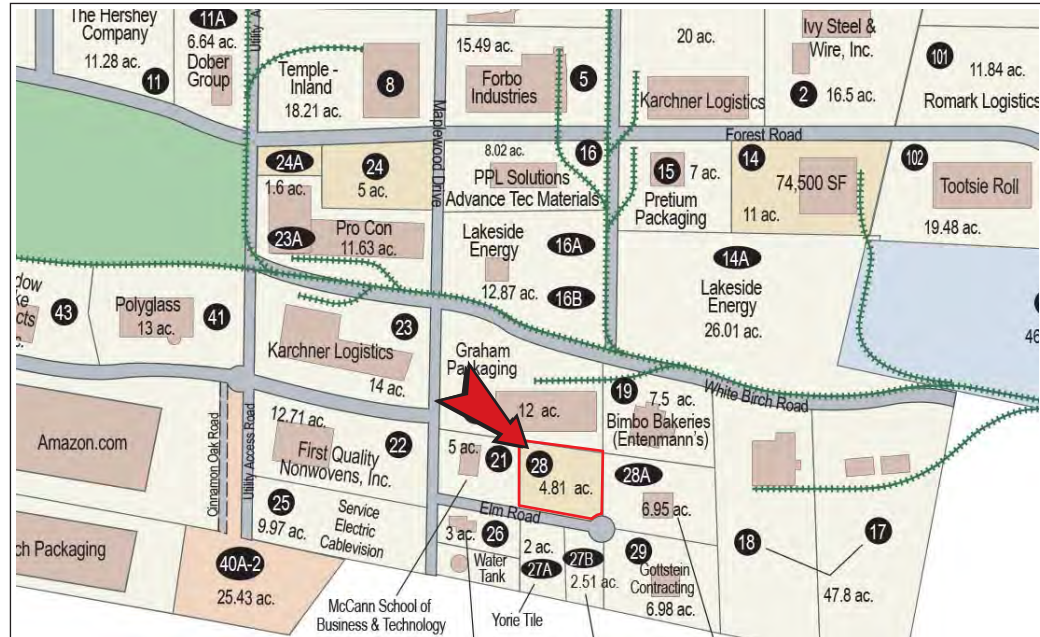 The Hershey
Company
11.28 ac.
11
11A
6.64 ac.
Dober
Group
Temple -
Inland
18.21 ac.
8
Maplewood Drive
15.49 ac.
Forbo
Industries
5
20 ac.
Karchner Logistics
Ivy Steel &
Wire, Inc.
2
16.5 ac.
101
11.84 ac.
Romark Logistics
Forest Road
24A
1.6 ac.
24
5 ac.
23A
Pro Con
11.63 ac.
8.02 ac.
16
PPL Solutions
Advance Tec Materials
Lakeside
Energy
16A
12.87 ac.
16B
15
7 ac.
Pretium
Packaging
14
74,500 SF
11 ac.
102
Tootsie Roll
19.48 ac.
14A
Lakeside
Energy
26.01 ac.
46
43
Polyglass
13 ac.
41
23
Karchner Logistics
14 ac.
Graham
Packaging
12 ac.
19
7.5 ac.
Bimbo Bakeries
(Entenmann's)
White Birch Road
Amazon.com
Cinnamon Oak Road
Utility Access Road
12.71 ac.
22
First Quality
Nonwovens, Inc.
5 ac.
21
28
4.81 ac.
28A
6.95 ac.
25
9.97 ac.
Service
Electric
Cablevision
Elm Road
3 ac.
26
Water
Tank
2 ac.
27A
27B
2.51 ac.
29
Gottstein
Contracting
6.98 ac.
18
17
47.8 ac.
ch Packaging
40A-2
25.43 ac.
McCann School of
Business & Technology
Yorie Tile